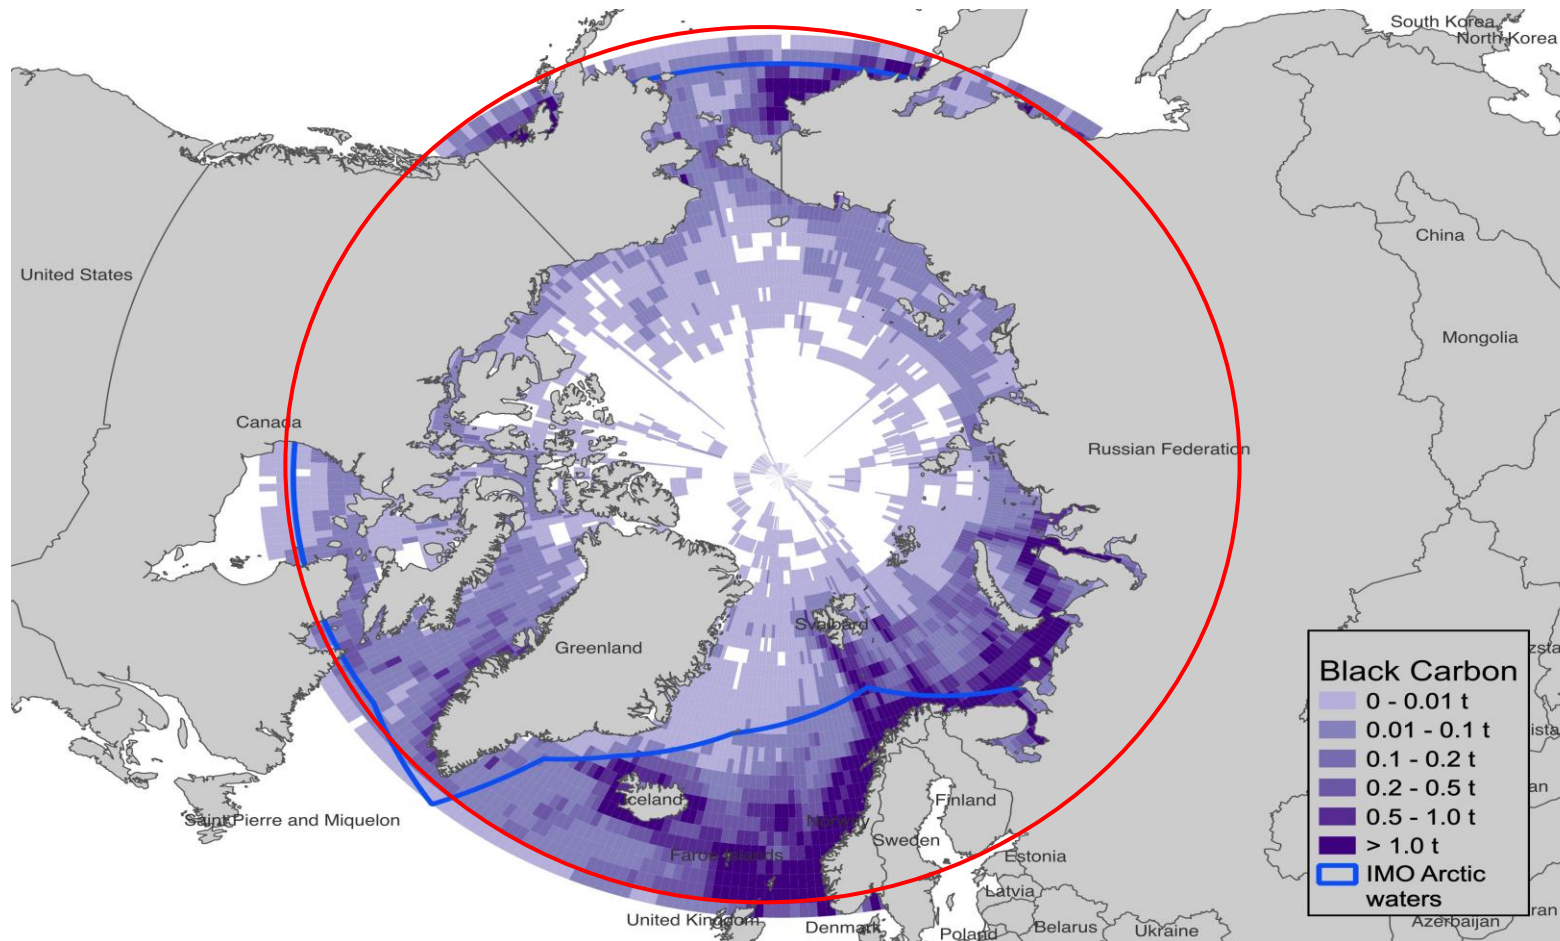 South Korea
North Korea
United States
China
Mongolia
Canada
Russian Federation
Svalbard
Greenland
Iceland
Finland
Saint Pierre and Miquelon
Norway
Sweden
Faroe Islands
Estonia
Latvia
United Kingdom
Denmark
Belarus
Poland
Ukraine
Azerbaijan
Black Carbon
0 - 0.01 t
0.01 - 0.1 t
0.1 - 0.2 t
0.2 - 0.5 t
0.5 - 1.0 t
> 1.0 t
IMO Arctic
waters